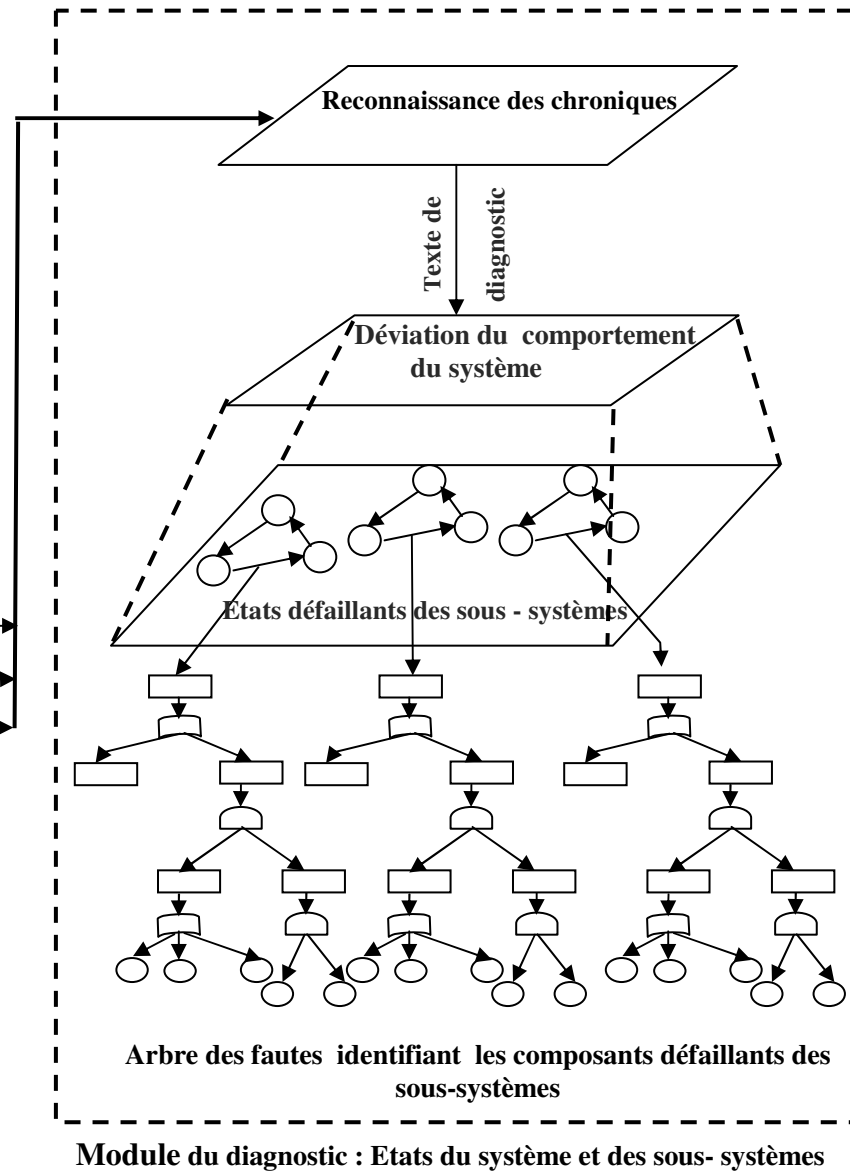 Reconnaissance des chroniques
Texte de
diagnostic
Déviation du comportement
du système
Etats défaillants des sous - systèmes
Arbre des fautes identifiant les composants défaillants des
sous-systèmes
Module du diagnostic : Etats du système et des sous- systèmes